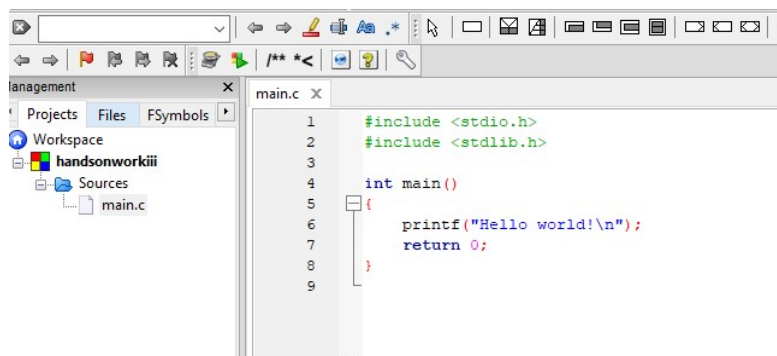 Aa .*
/** *<
Management X
Projects Files FSymbols
Workspace
handsonworkiii
Sources
main.c
main.c X
1 #include <stdio.h>
2 #include <stdlib.h>
3
4 int main()
5 {
6 printf("Hello world!\n");
7 return 0;
8 }
9